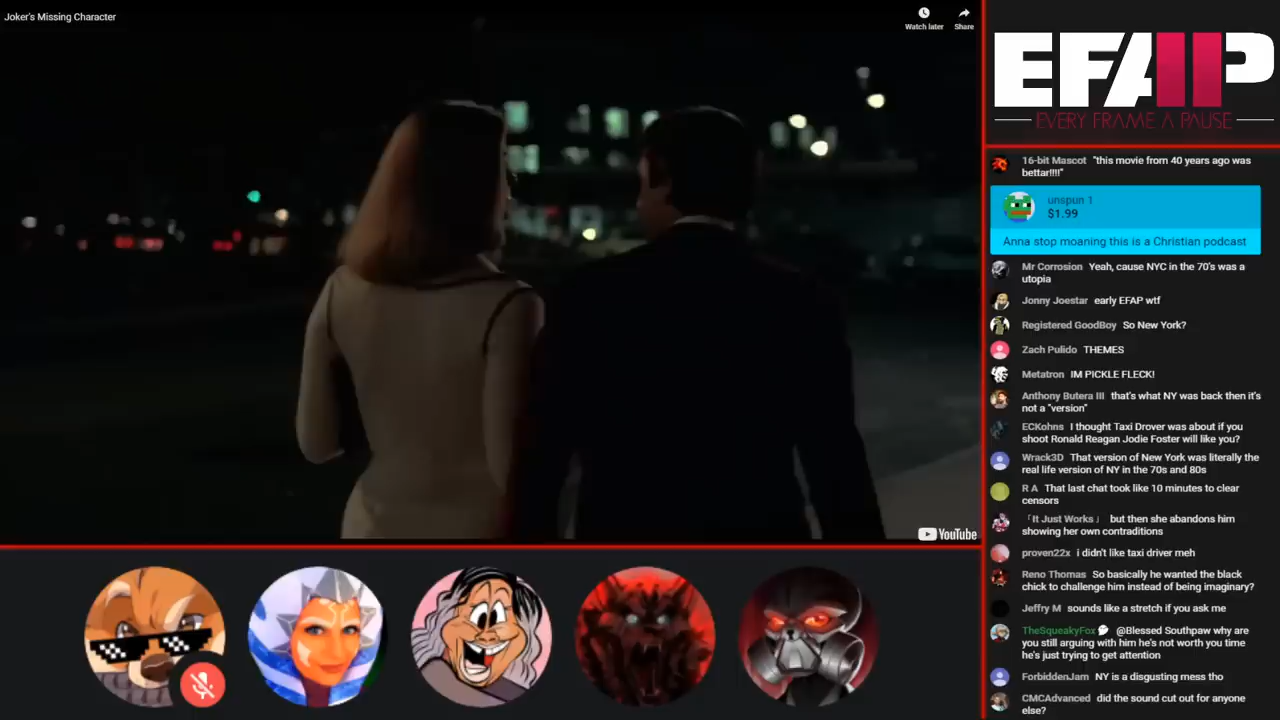 Joker's Missing Character
Watch later
Share
YouTube
EFAP
EVERY FRAME A PAUSE
16-bit Mascot "this movie from 40 years ago was
bettar!!!!"
unspun 1
$1.99
Anna stop moaning this is a Christian podcast
Mr Corrosion Yeah, cause NYC in the 70's was a
utopia
Jonny Joestar early EFAP wtf
Registered GoodBoy So New York?
Zach Pulido THEMES
Metatron IM PICKLE FLECK!
Anthony Butera III that's what NY was back then it's
not a "version"
ECKohns I thought Taxi Drover was about if you
shoot Ronald Reagan Jodie Foster will like you?
Wrack3D That version of New York was literally the
real life version of NY in the 70s and 80s
R A That last chat took like 10 minutes to clear
censors
「It Just Works」 but then she abandons him
showing her own contraditions
proven22x i didn't like taxi driver meh
Reno Thomas So basically he wanted the black
chick to challenge him instead of being imaginary?
Jeffry M sounds like a stretch if you ask me
TheSqueakyFox @Blessed Southpaw why are
you still arguing with him he's not worth you time
he's just trying to get attention
ForbiddenJam NY is a disgusting mess tho
CMCAdvanced did the sound cut out for anyone
else?